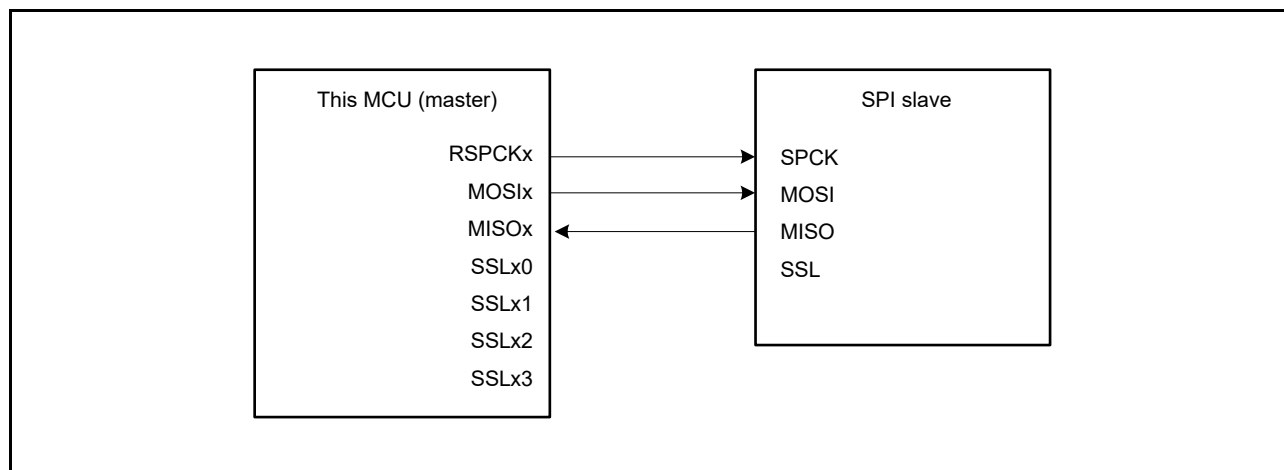 This MCU (master)
RSPCKx
MOSIx
MISOx
SSLx0
SSLx1
SSLx2
SSLx3
SPI slave
SPCK
MOSI
MISO
SSL